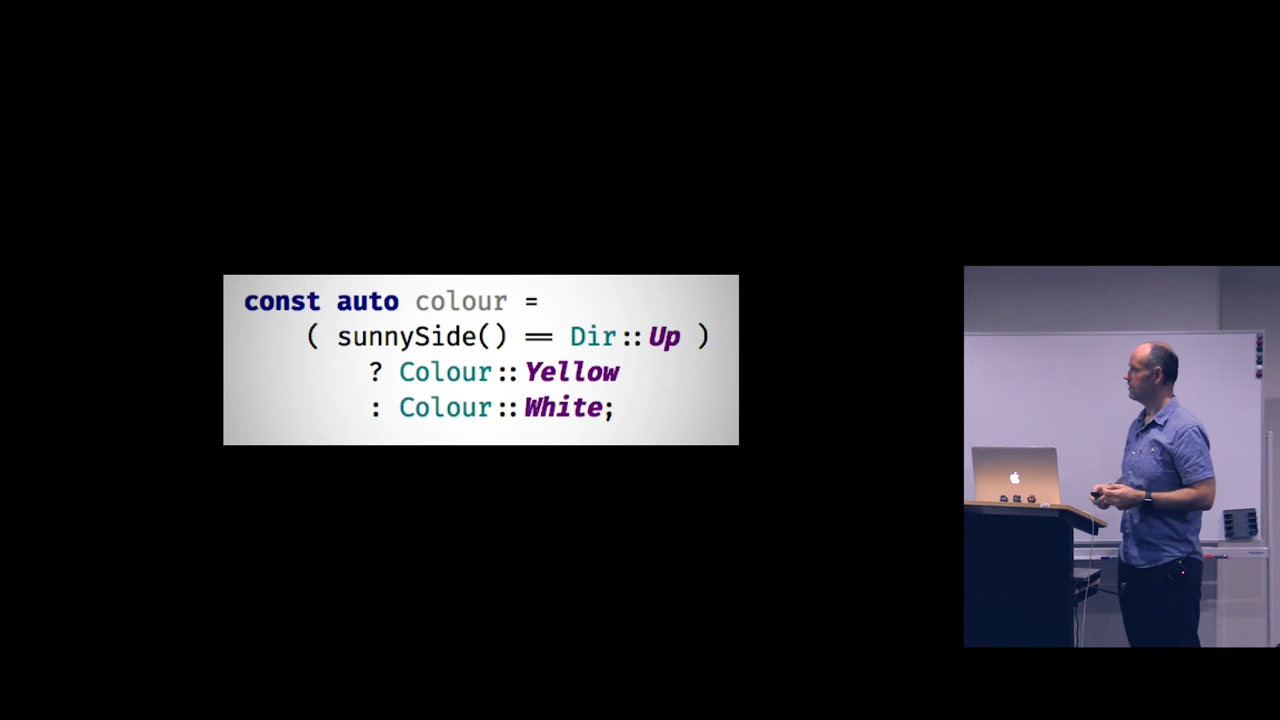 const auto colour =
( sunnySide() == Dir::Up )
? Colour::Yellow
: Colour::White;